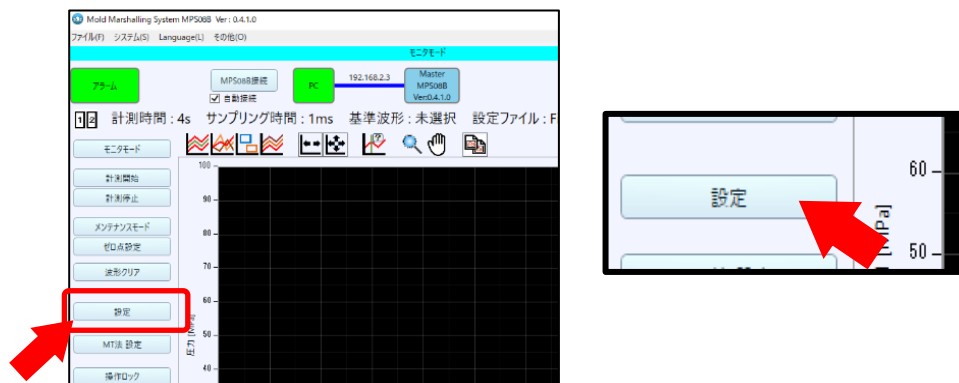 Mold Marshalling System MPS08B Ver : 0.4.1.0
ファイル(F) システム(S) Language(L) その他(O)
モニタモード
アラーム
MPS08B接続
自動接続
PC
192.168.2.3
Master
MPS08B
Ver:0.4.1.0
1 2 計測時間 : 4s サンプリング時間 : 1ms 基準波形 : 未選択 設定ファイル : F
モニタモード
計測開始
計測停止
メンテナンスモード
ゼロ点設定
波形クリア
設定
MT法 設定
操作ロック
100
90
80
70
60
50
40
圧力 [MPa]
設定
60
50
[MPa]